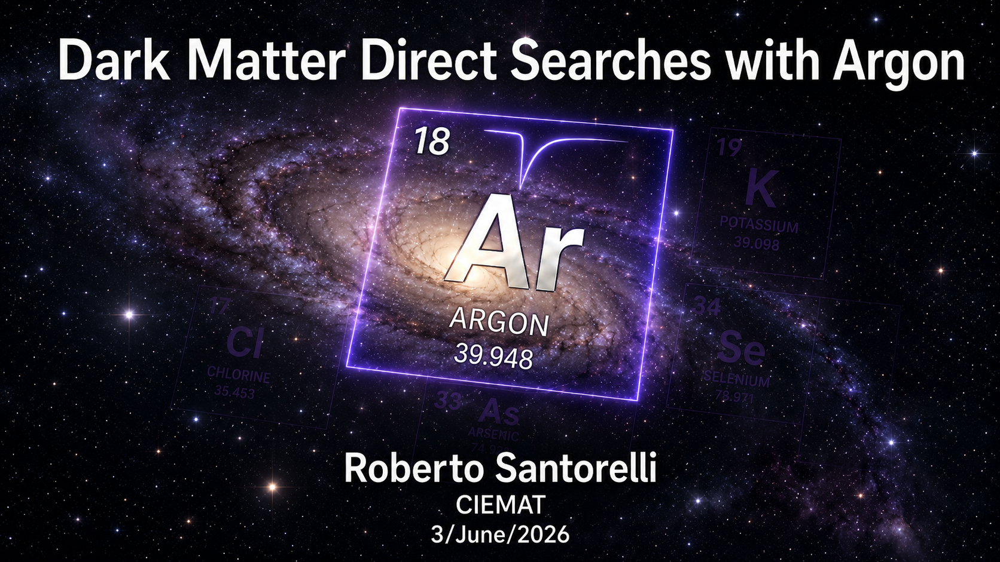 Dark Matter Direct Searches with Argon
18
Ar
ARGON
39.948
19
K
POTASSIUM
39.098
17
Cl
CHLORINE
35.453
34
Se
SELENIUM
78.971
33 As
ARSENIC
Roberto Santorelli
CIEMAT
3/June/2026